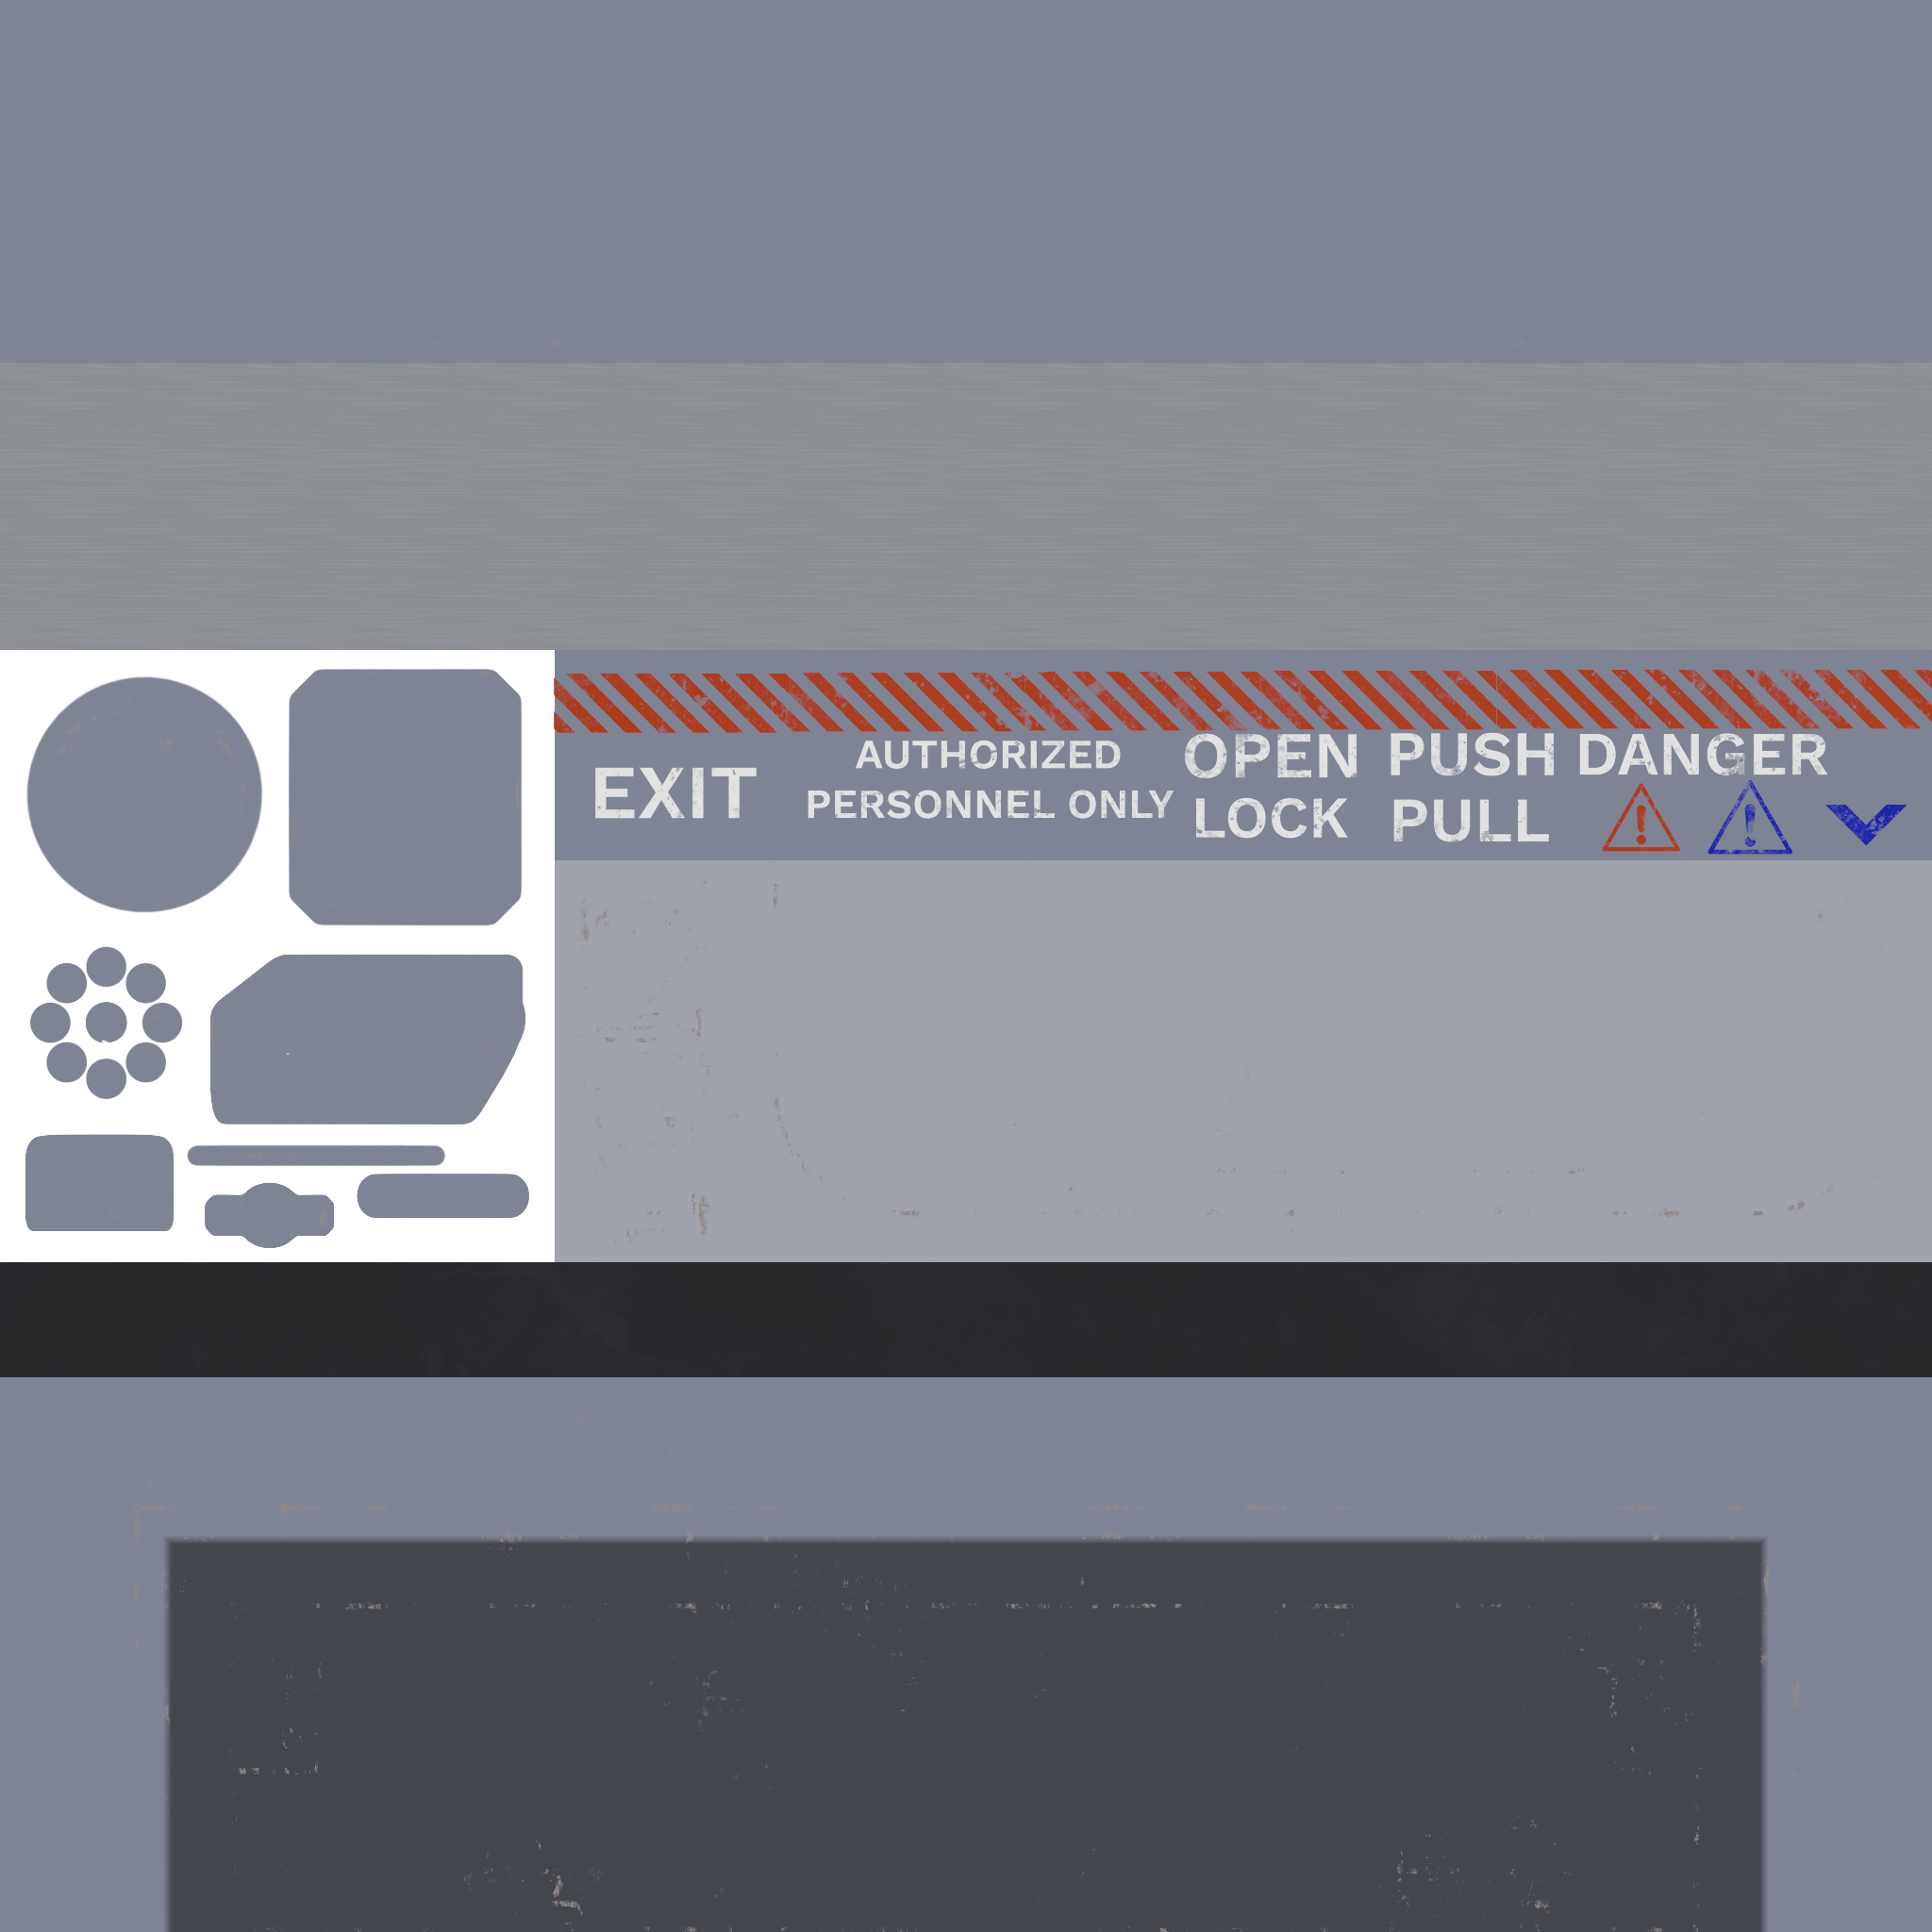 EXIT
AUTHORIZED
PERSONNEL ONLY
OPEN
LOCK
PUSH
PULL
DANGER